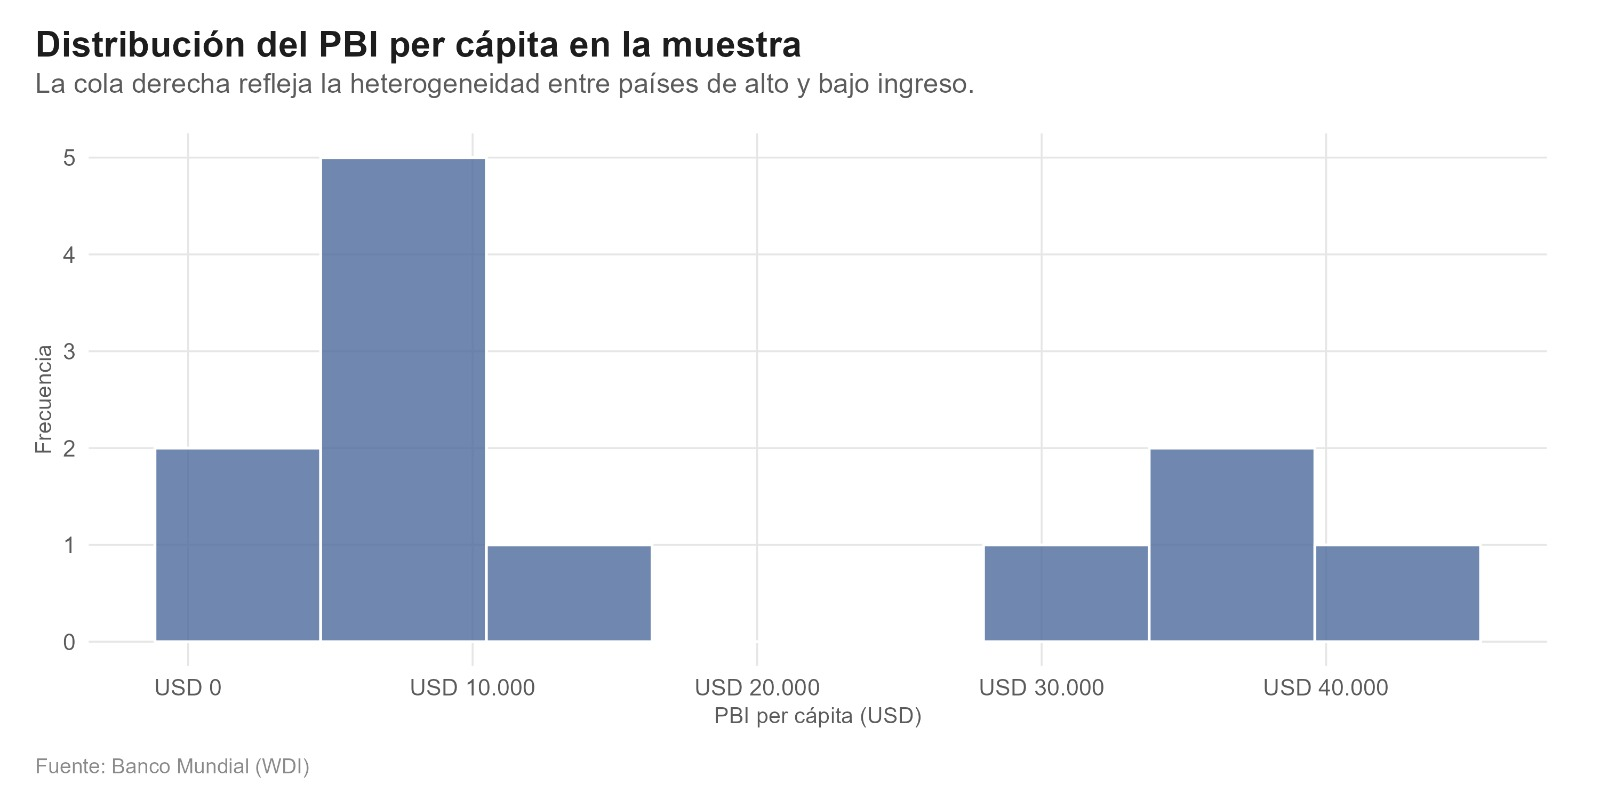 Distribución del PBI per cápita en la muestra
La cola derecha refleja la heterogeneidad entre países de alto y bajo ingreso.
5
4
3
2
1
0
Frecuencia
USD 0
USD 10.000
USD 20.000
USD 30.000
USD 40.000
PBI per cápita (USD)
Fuente: Banco Mundial (WDI)